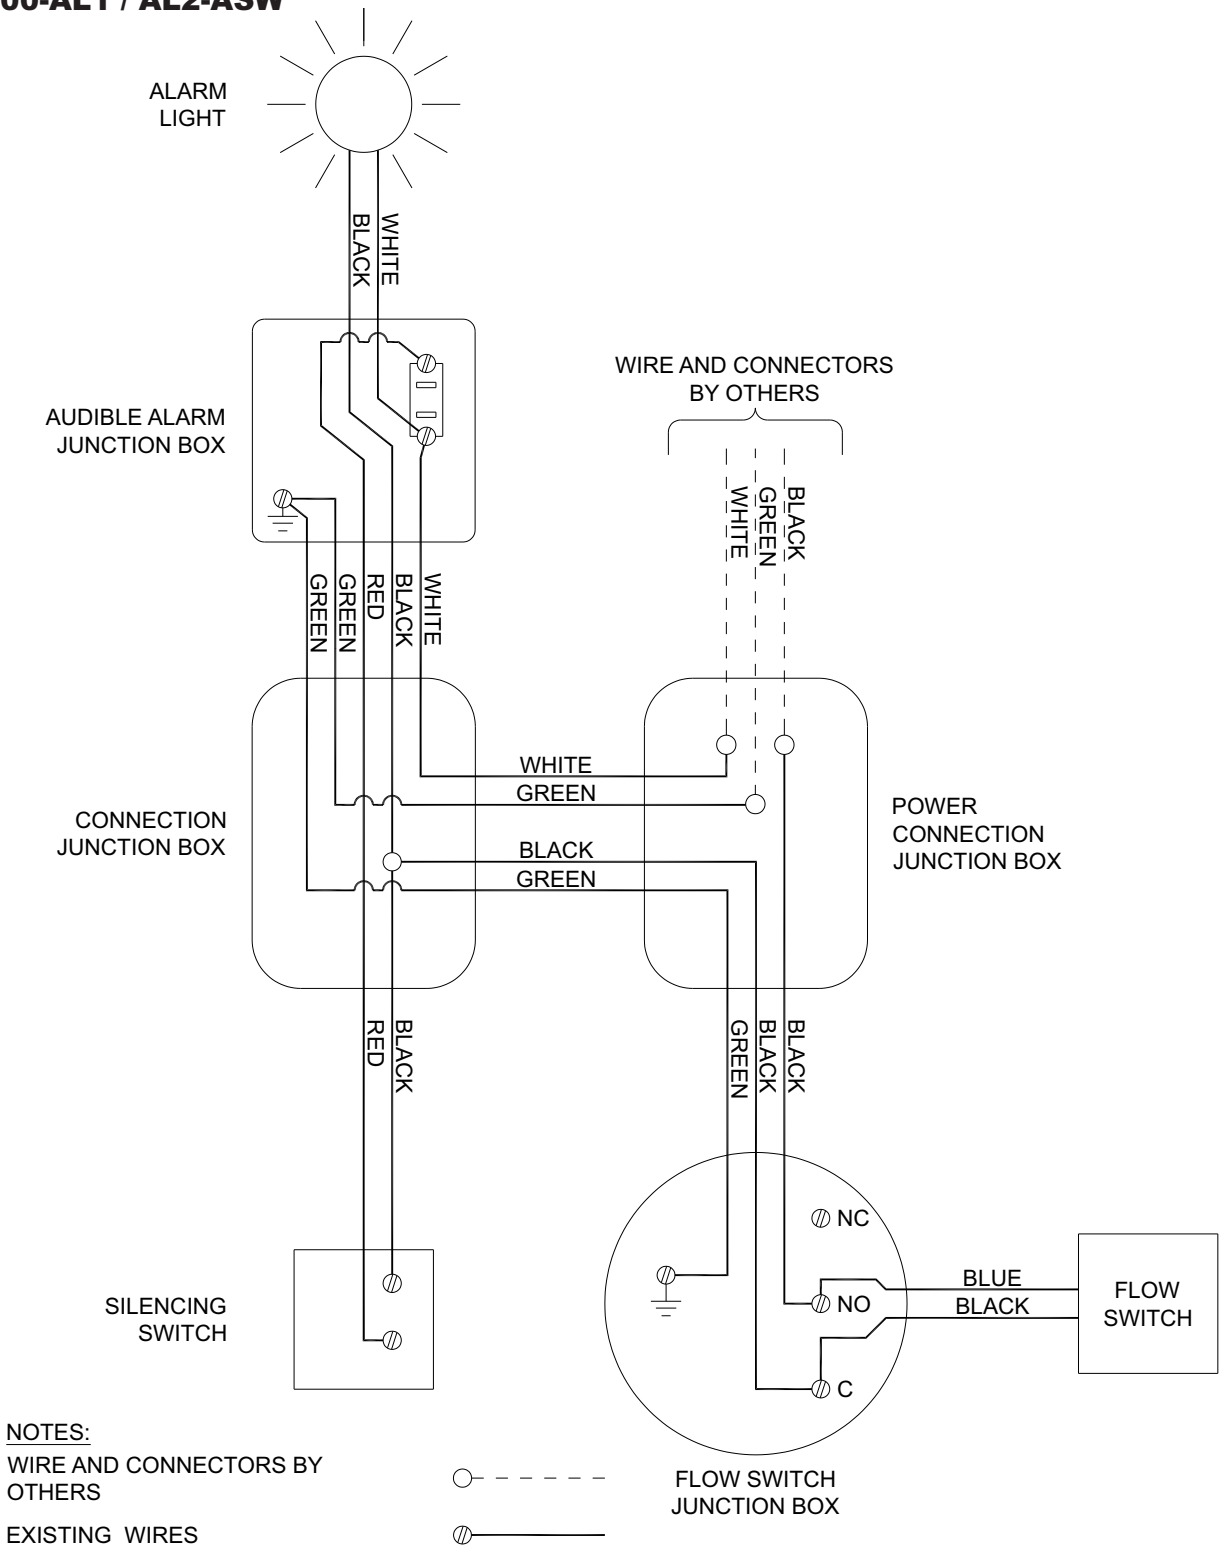 00-AL1 / AL2-ASW
ALARM
LIGHT
BLACK
WHITE
AUDIBLE ALARM
JUNCTION BOX
WIRE AND CONNECTORS
BY OTHERS
WHITE
GREEN
BLACK
GREEN
GREEN
RED
BLACK
WHITE
WHITE
GREEN
CONNECTION
JUNCTION BOX
BLACK
GREEN
POWER
CONNECTION
JUNCTION BOX
RED
BLACK
GREEN
BLACK
BLACK
NC
NO
C
BLUE
BLACK
FLOW
SWITCH
SILENCING
SWITCH
FLOW SWITCH
JUNCTION BOX
NOTES:
WIRE AND CONNECTORS BY
OTHERS
EXISTING WIRES